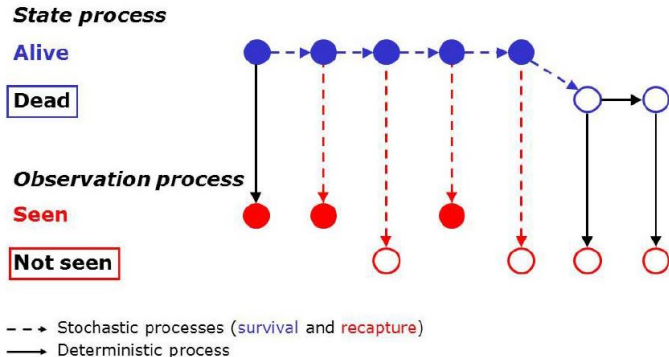 State process
Alive
Dead
Observation process
Seen
Not seen
Stochastic processes (survival and recapture)
Deterministic process